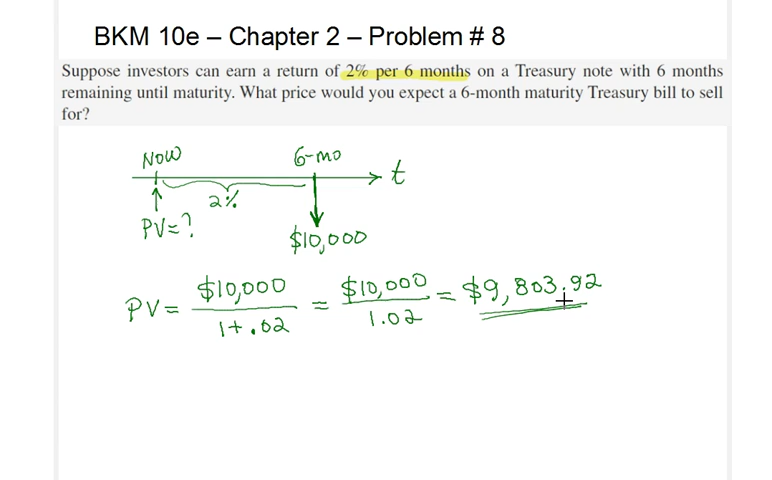 BKM 10e – Chapter 2 – Problem # 8
Suppose investors can earn a return of 2% per 6 months on a Treasury note with 6 months
remaining until maturity. What price would you expect a 6-month maturity Treasury bill to sell
for?
NOW 6-MO
t
2%
PV=?
$10,000
PV = $10,000 / 1+.02 = $10,000 / 1.02 = $9,803.92